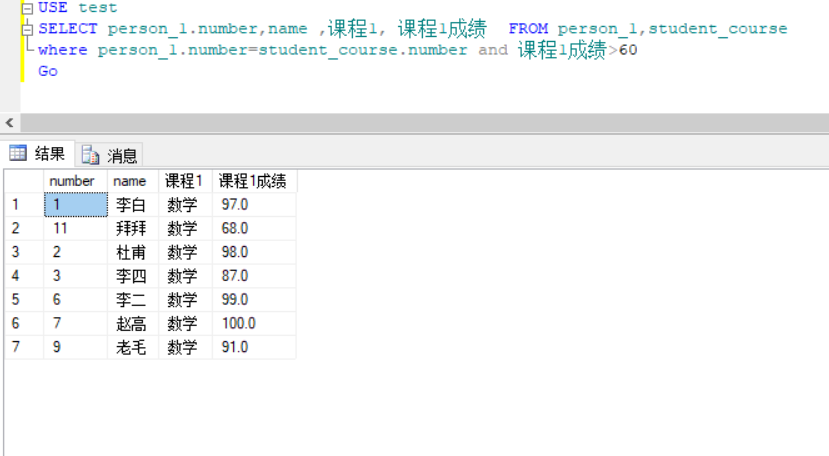 USE test
SELECT person_1.number,name ,课程1, 课程1成绩  FROM person_1,student_course
where person_1.number=student_course.number and 课程1成绩>60
Go
结果 消息
number name 课程1 课程1成绩
1 1 李白 数学 97.0
2 11 拜拜 数学 68.0
3 2 杜甫 数学 98.0
4 3 李四 数学 87.0
5 6 李二 数学 99.0
6 7 赵高 数学 100.0
7 9 老毛 数学 91.0